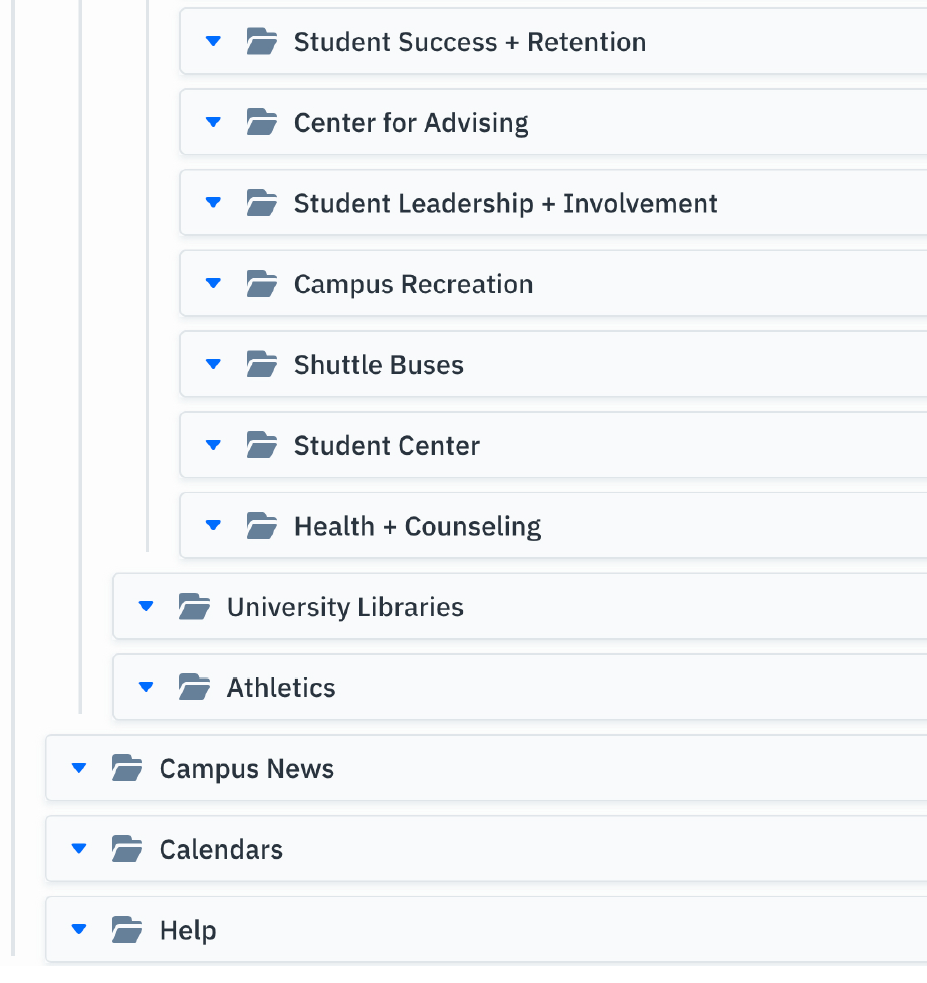 Student Success + Retention
Center for Advising
Student Leadership + Involvement
Campus Recreation
Shuttle Buses
Student Center
Health + Counseling
University Libraries
Athletics
Campus News
Calendars
Help